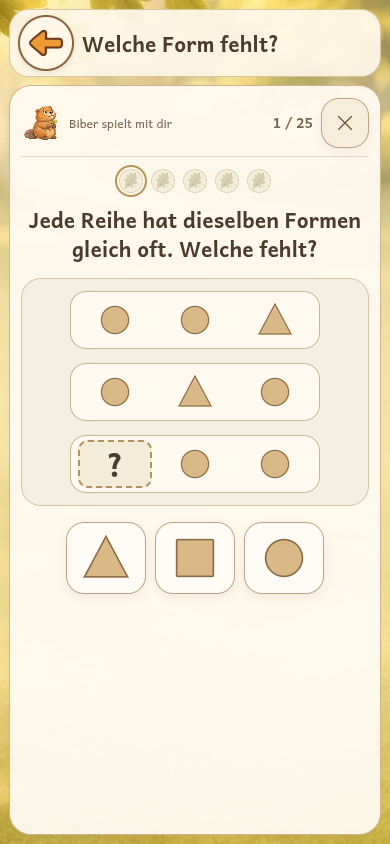 Welche Form fehlt?
Biber spielt mit dir
1 / 25
Jede Reihe hat dieselben Formen
gleich oft. Welche fehlt?
?